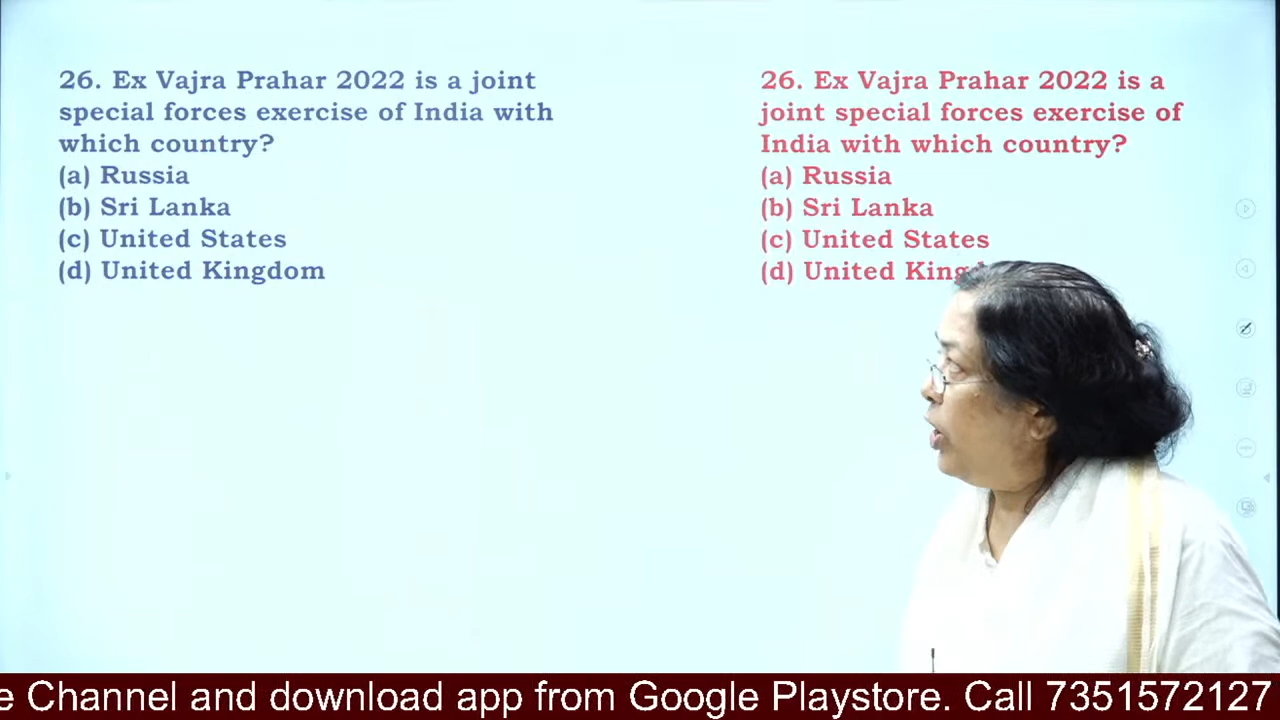 26. Ex Vajra Prahar 2022 is a joint
special forces exercise of India with
which country?
(a) Russia
(b) Sri Lanka
(c) United States
(d) United Kingdom
26. Ex Vajra Prahar 2022 is a
joint special forces exercise of
India with which country?
(a) Russia
(b) Sri Lanka
(c) United States
(d) United King
e Channel and download app from Google Playstore. Call 7351572127